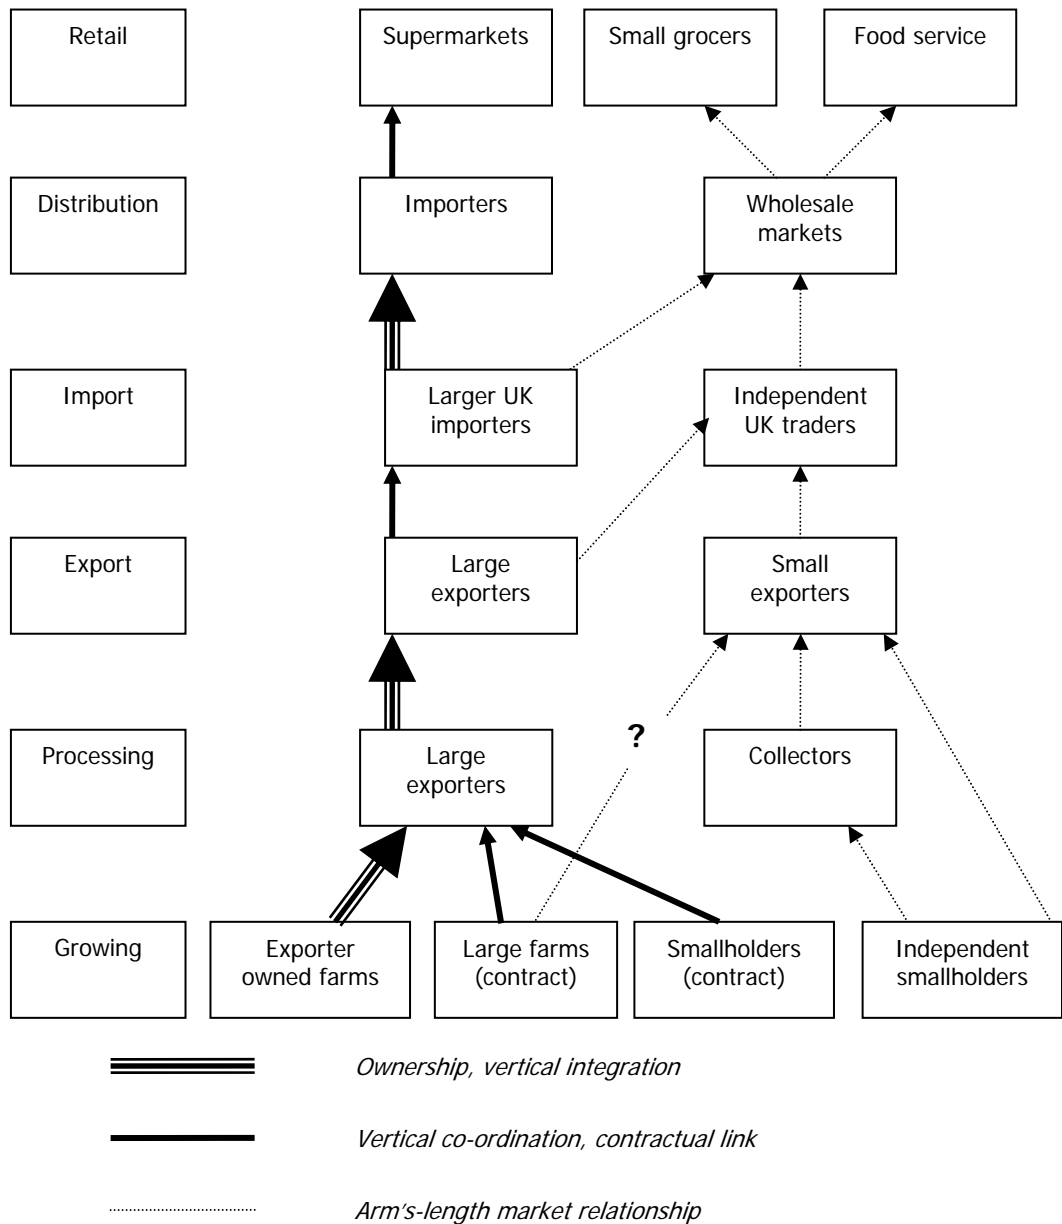 Retail
Supermarkets
Small grocers
Food service
Distribution
Importers
Wholesale
markets
Import
Larger UK
importers
Independent
UK traders
Export
Large
exporters
Small
exporters
?
Processing
Large
exporters
Collectors
Growing
Exporter
owned farms
Large farms
(contract)
Smallholders
(contract)
Independent
smallholders
Ownership, vertical integration
Vertical co-ordination, contractual link
Arm's-length market relationship